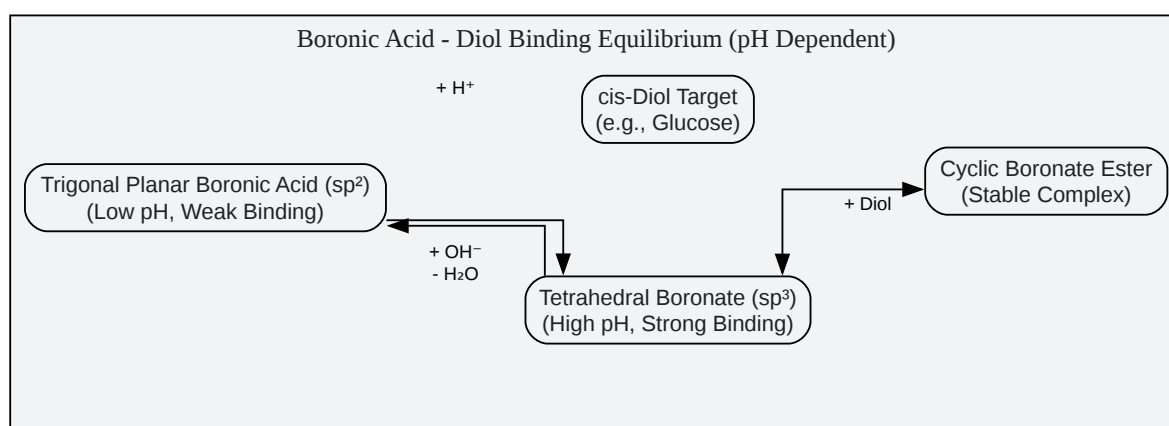 Boronic Acid - Diol Binding Equilibrium (pH Dependent)
+ H⁺
cis-Diol Target
(e.g., Glucose)
Trigonal Planar Boronic Acid (sp²)
(Low pH, Weak Binding)
Cyclic Boronate Ester
(Stable Complex)
+ Diol
+ OH⁻
- H₂O
Tetrahedral Boronate (sp³)
(High pH, Strong Binding)